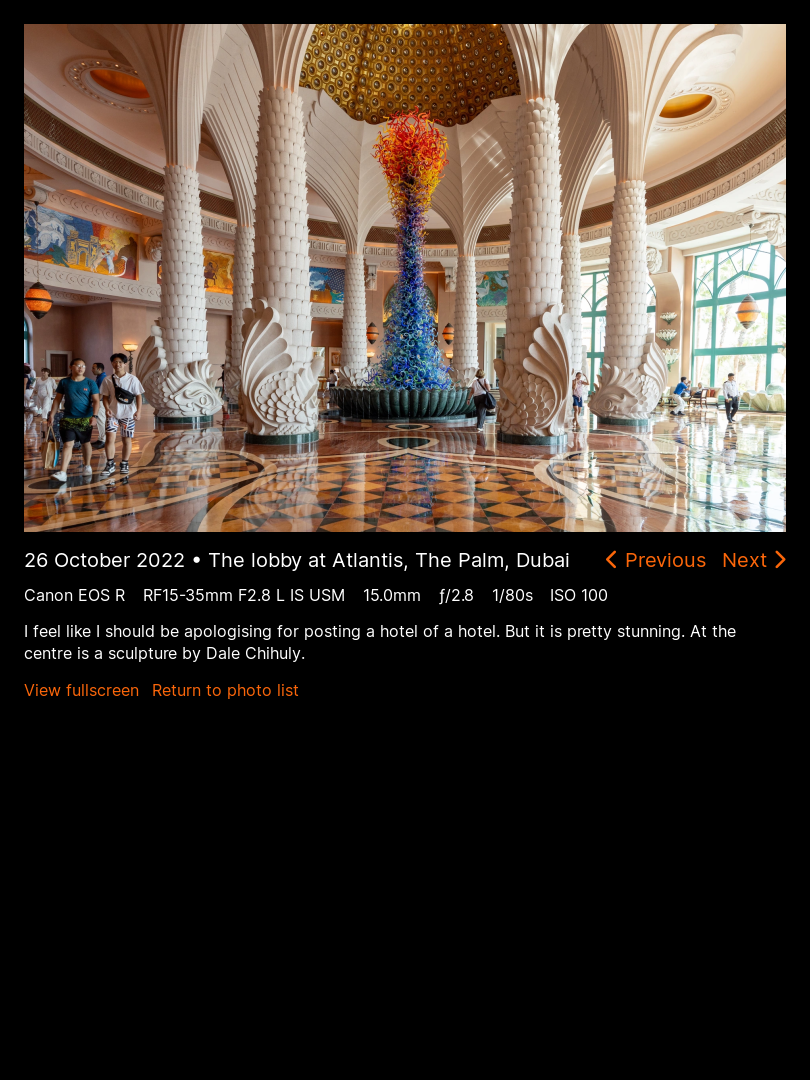 26 October 2022 • The lobby at Atlantis, The Palm, Dubai
Previous Next
Canon EOS R RF15-35mm F2.8 L IS USM 15.0mm ƒ/2.8 1/80s ISO 100
I feel like I should be apologising for posting a hotel of a hotel. But it is pretty stunning. At the
centre is a sculpture by Dale Chihuly.
View fullscreen Return to photo list